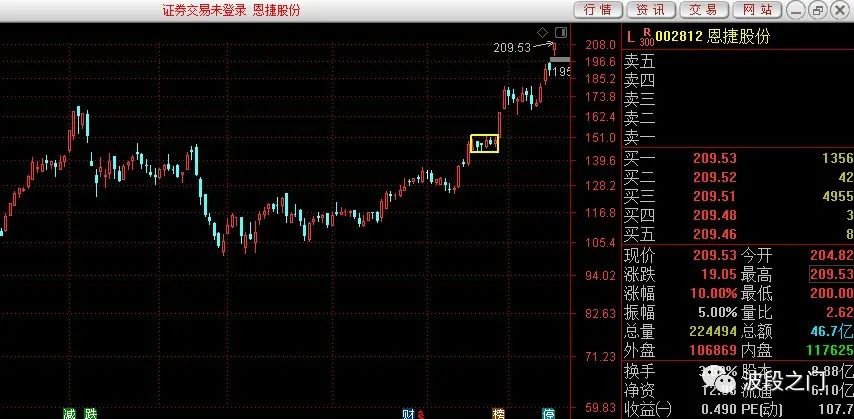 证券交易未登录 恩捷股份 行情 资讯 交易 网站
L R 300 002812 恩捷股份
209.53
195
208.0
196.6
185.2
173.8
162.4
151.0
139.6
128.2
116.8
105.4
94.02
82.63
71.23
59.83
减 跌 财 榜 停
卖五
卖四
卖三
卖二
卖一
买一 209.53 1356
买二 209.52 42
买三 209.51 4955
买四 209.48 3
买五 209.46 8
现价 209.53 今开 204.82
涨跌 19.05 最高 209.53
涨幅 10.00% 最低 200.00
振幅 5.00% 量比 2.62
总量 224494 总额 46.7亿
外盘 106869 内盘 117625
换手 股本 8.88亿
净资 流通 6.10亿
收益(一) 0.490 PE(动) 107.7
波段之门